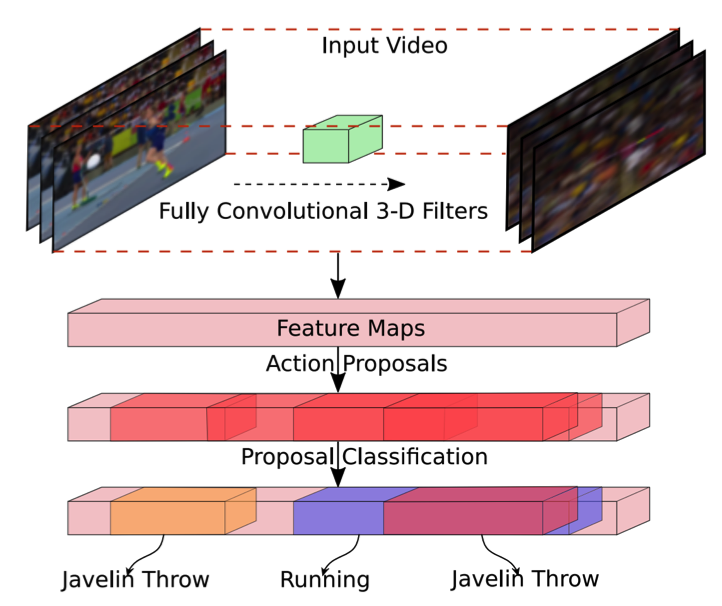 Input Video
Fully Convolutional 3-D Filters
Feature Maps
Action Proposals
Proposal Classification
Javelin Throw
Running
Javelin Throw